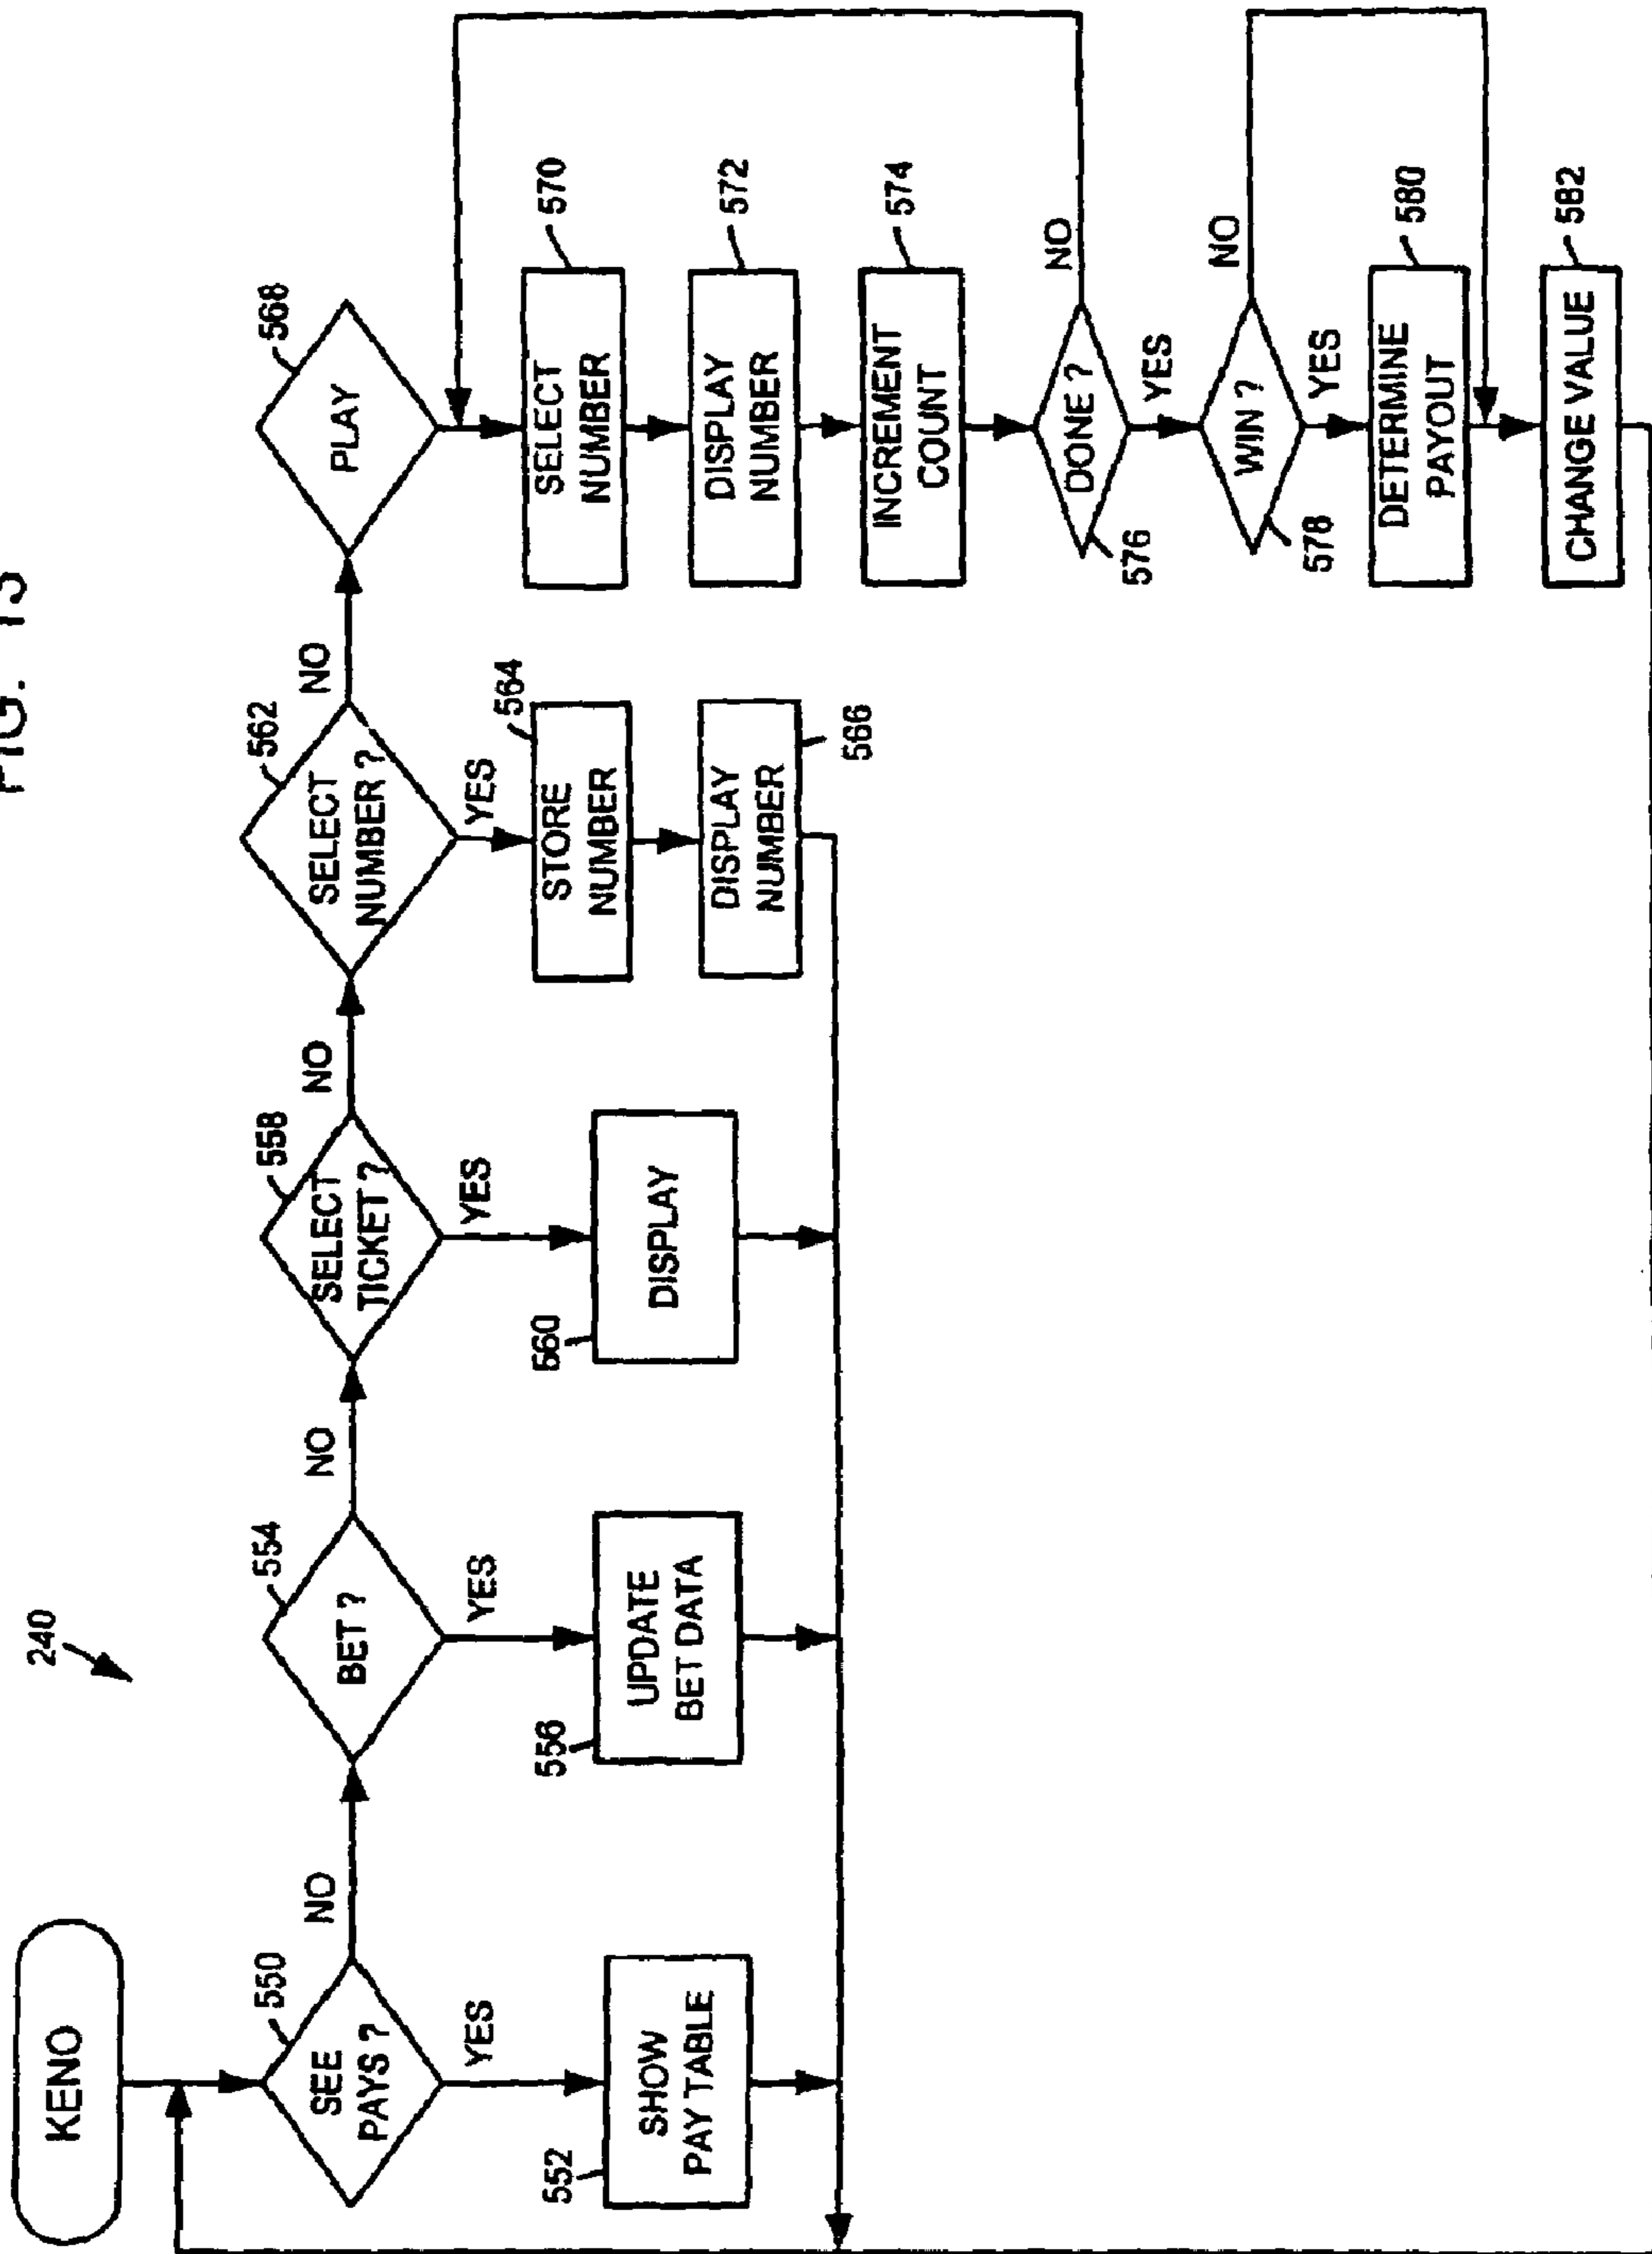 FIG. 13
240
KENO
550
SEE
PAYS ?
NO
YES
552
SHOW
PAY TABLE
554
BET ?
NO
YES
556
UPDATE
BET DATA
558
SELECT
TICKET ?
NO
YES
560
DISPLAY
562
SELECT
NUMBER ?
NO
YES
564
STORE
NUMBER
566
DISPLAY
NUMBER
568
PLAY
570
SELECT
NUMBER
572
DISPLAY
NUMBER
574
INCREMENT
COUNT
576
DONE ?
NO
YES
578
WIN ?
NO
YES
580
DETERMINE
PAYOUT
582
CHANGE VALUE